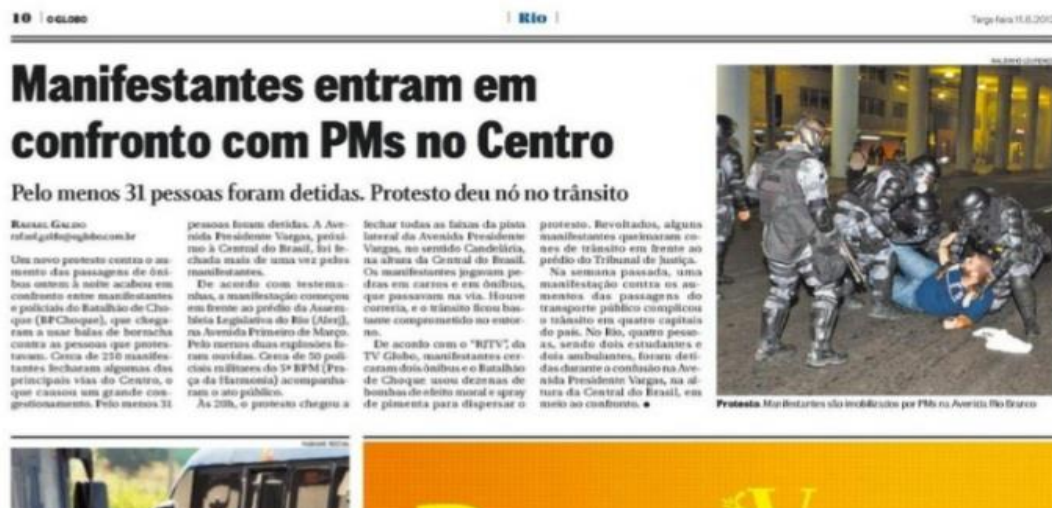 10 | O GLOBO
| Rio |
Terça-feira 11.6.2013
Manifestantes entram em
confronto com PMs no Centro
Pelo menos 31 pessoas foram detidas. Protesto deu nó no trânsito
RAFAEL GALDO
rafael.galdo@oglobo.com.br
Um novo protesto contra o au-
mento das passagens de ôni-
bus ontem à noite acabou em
confronto entre manifestantes
e policiais do Batalhão de Cho-
que (BPChoque), que chega-
ram a usar balas de borracha
contra as pessoas que protes-
tavam. Cerca de 250 manifes-
tantes fecharam algumas das
principais vias do Centro, o
que causou um grande con-
gestionamento. Pelo menos 31
pessoas foram detidas. A Ave-
nida Presidente Vargas, próxi-
mo à Central do Brasil, foi fe-
chada mais de uma vez pelos
manifestantes.
De acordo com testemu-
nhas, a manifestação começou
em frente ao prédio da Assem-
bleia Legislativa do Rio (Alerj),
na Avenida Primeiro de Março.
Pelo menos duas explosões fo-
ram ouvidas. Cerca de 50 poli-
ciais militares do 5º BPM (Pra-
ça da Harmonia) acompanha-
ram o ato público.
Às 20h, o protesto chegou a
fechar todas as faixas da pista
lateral da Avenida Presidente
Vargas, no sentido Candelária,
na altura da Central do Brasil.
Os manifestantes jogavam pe-
dras em carros e em ônibus,
que passavam na via. Houve
correria, e o trânsito ficou bas-
tante comprometido no entor-
no.
De acordo com o "RJTV", da
TV Globo, manifestantes cer-
caram dois ônibus e o Batalhão
de Choque usou dezenas de
bombas de efeito moral e spray
de pimenta para dispersar o
protesto. Revoltados, alguns
manifestantes queimaram co-
nes de trânsito em frente ao
prédio do Tribunal de Justiça.
Na semana passada, uma
manifestação contra os au-
mentos das passagens do
transporte público complicou
o trânsito em quatro capitais
do país. No Rio, quatro pesso-
as, sendo dois estudantes e
dois ambulantes, foram deti-
das durante a confusão na Ave-
nida Presidente Vargas, na al-
tura da Central do Brasil, em
meio ao confronto. ●
Protesto. Manifestantes são imobilizados por PMs na Avenida Rio Branco